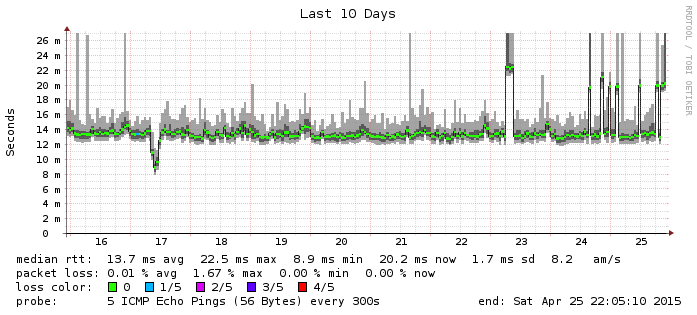 Last 10 Days
RRDTOOL / TOBI OETIKER
Seconds
26 m
24 m
22 m
20 m
18 m
16 m
14 m
12 m
10 m
8 m
6 m
4 m
2 m
0
16 17 18 19 20 21 22 23 24 25
median rtt: 13.7 ms avg 22.5 ms max 8.9 ms min 20.2 ms now 1.7 ms sd 8.2 am/s
packet loss: 0.01 % avg 1.67 % max 0.00 % min 0.00 % now
loss color: 0 1/5 2/5 3/5 4/5
probe: 5 ICMP Echo Pings (56 Bytes) every 300s end: Sat Apr 25 22:05:10 2015